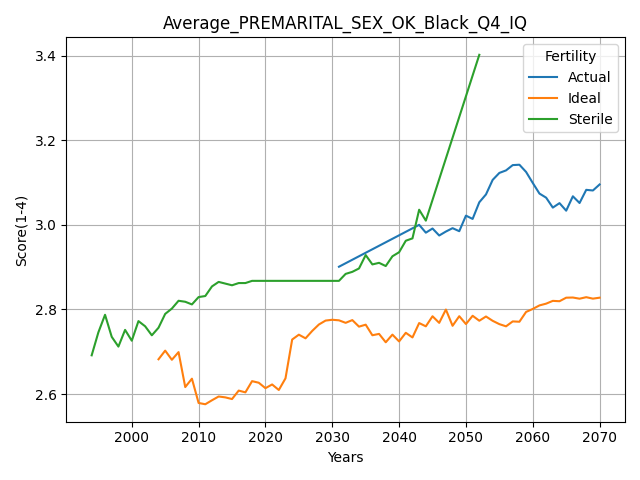 Average_PREMARITAL_SEX_OK_Black_Q4_IQ
Fertility
Actual
Ideal
Sterile
Score(1-4)
3.4
3.2
3.0
2.8
2.6
2000 2010 2020 2030 2040 2050 2060 2070
Years